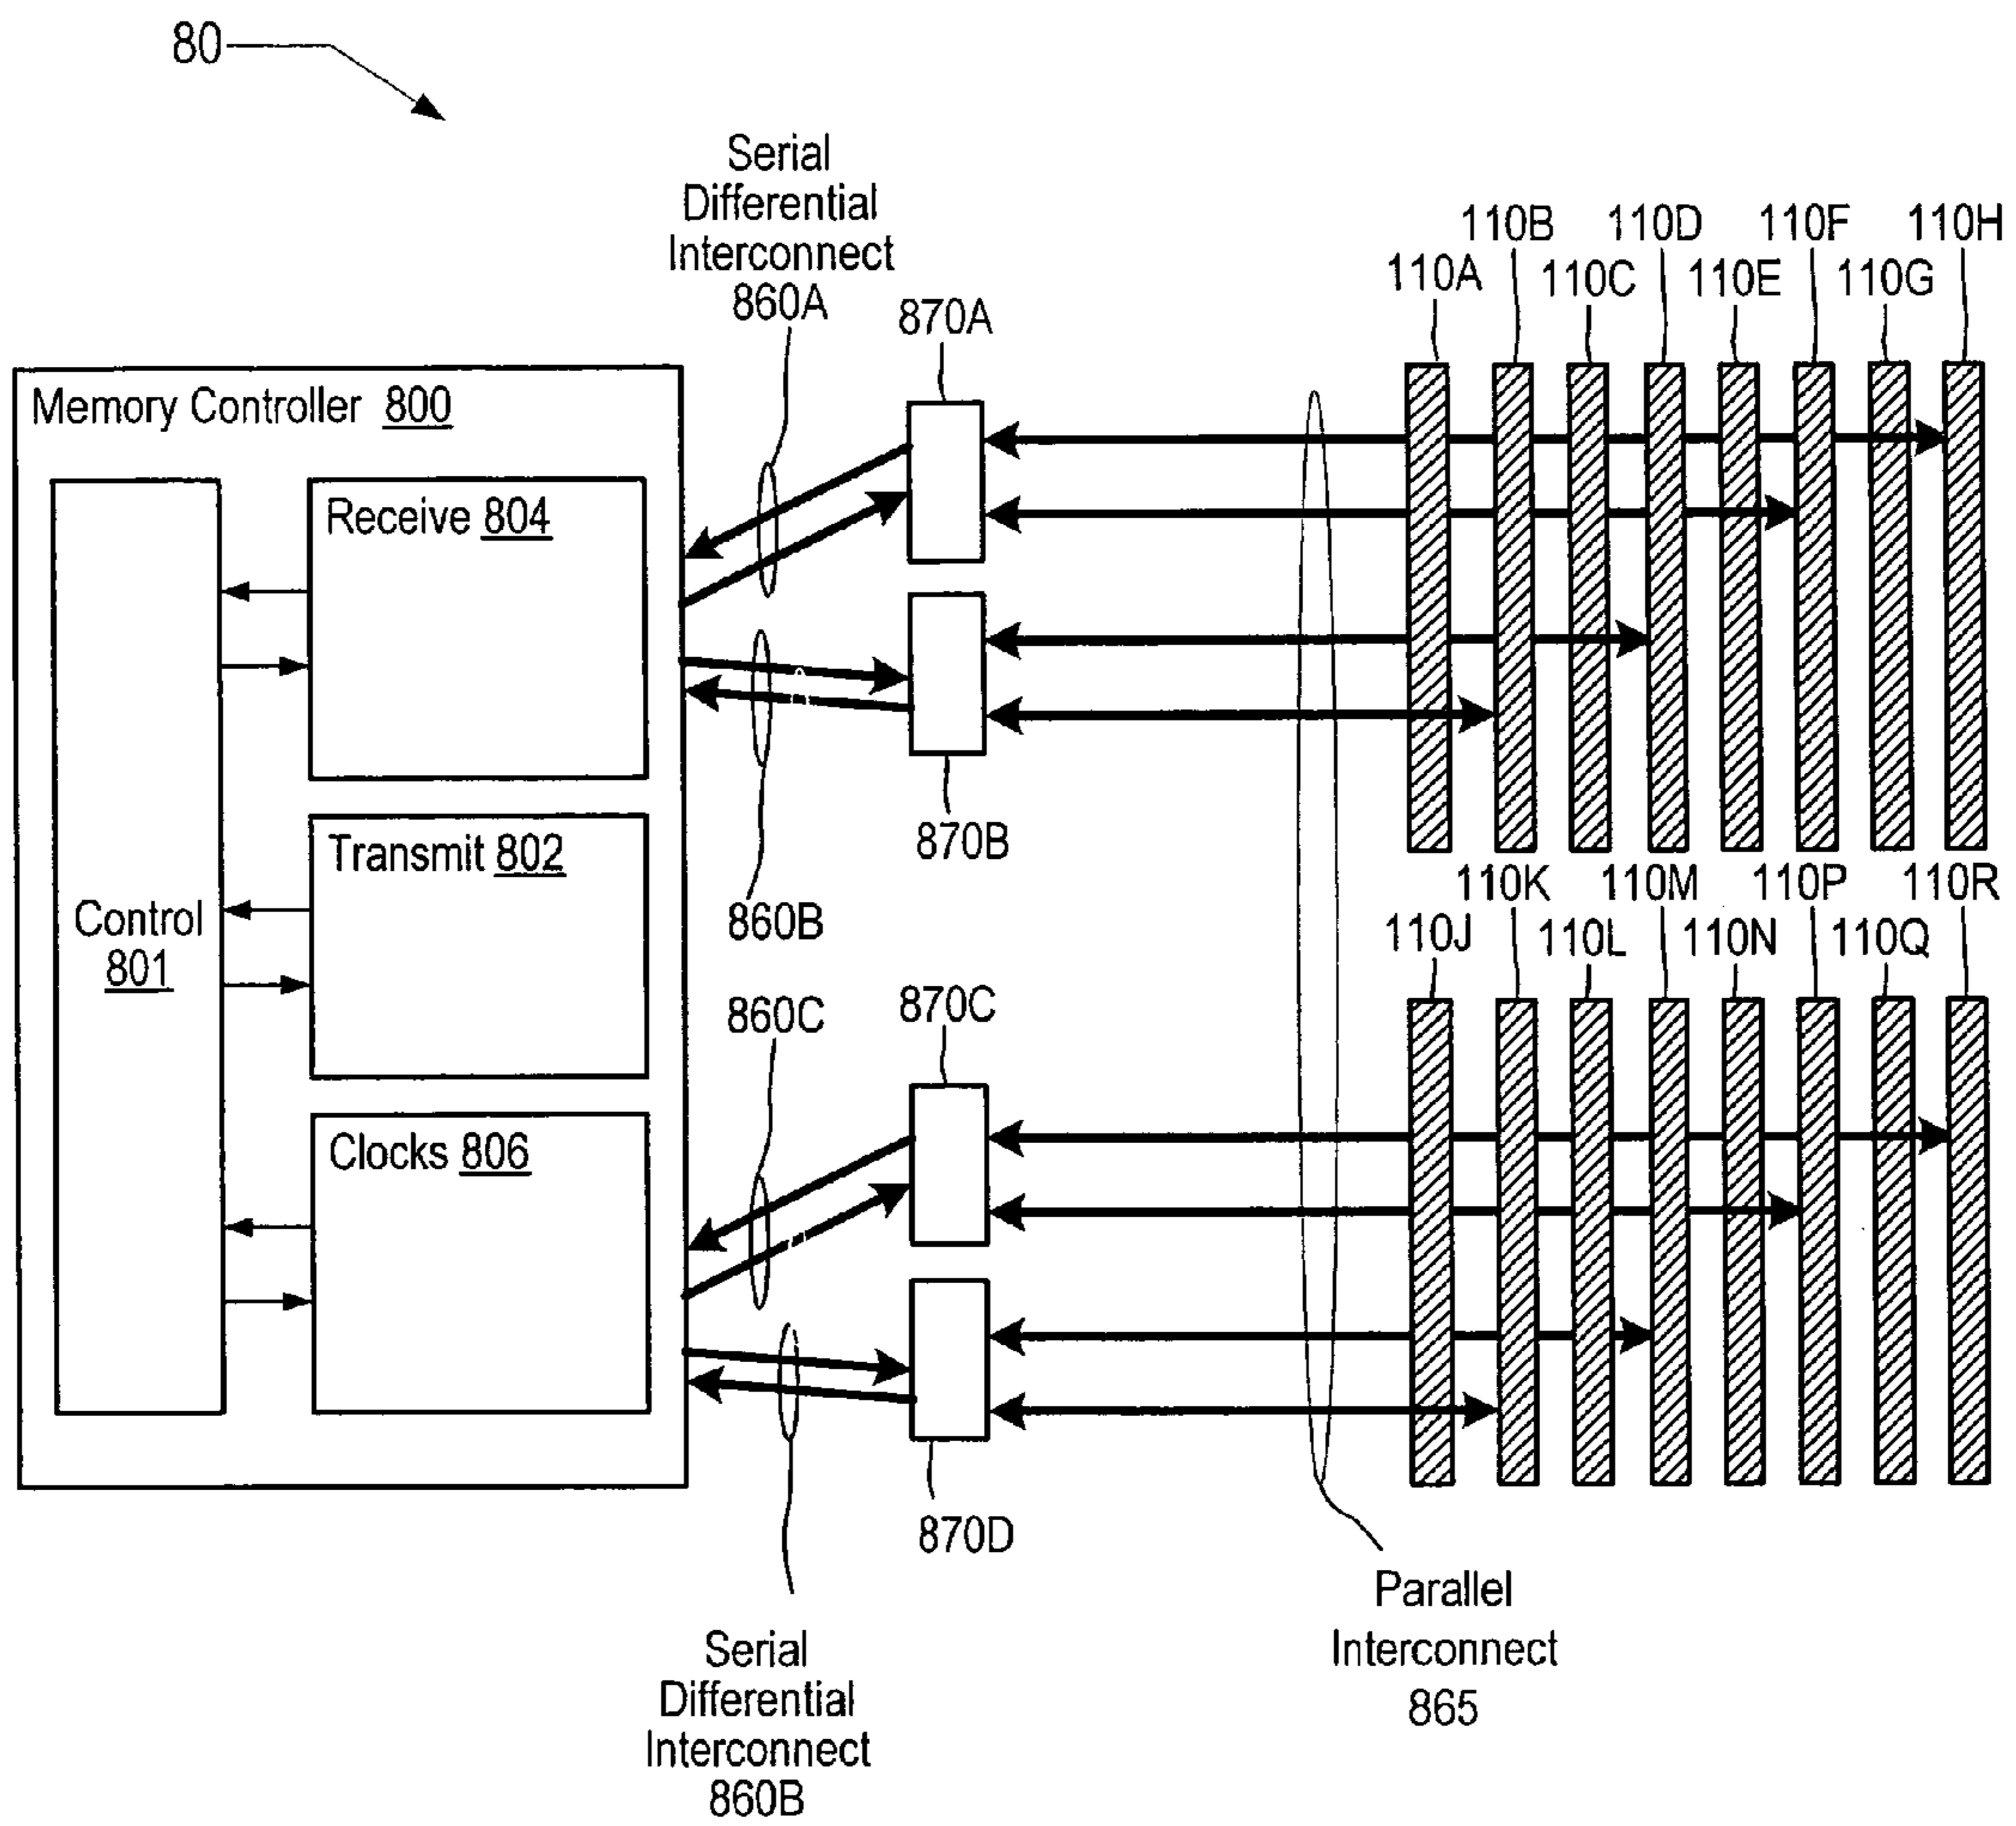 80
Serial
Differential
Interconnect
860A
870A
110B
110D
110F
110H
110A
110C
110E
110G
Memory Controller 800
Receive 804
Transmit 802
Control
801
Clocks 806
870B
860B
110K
110M
110P
110R
110J
110L
110N
110Q
860C
870C
870D
Serial
Differential
Interconnect
860B
Parallel
Interconnect
865